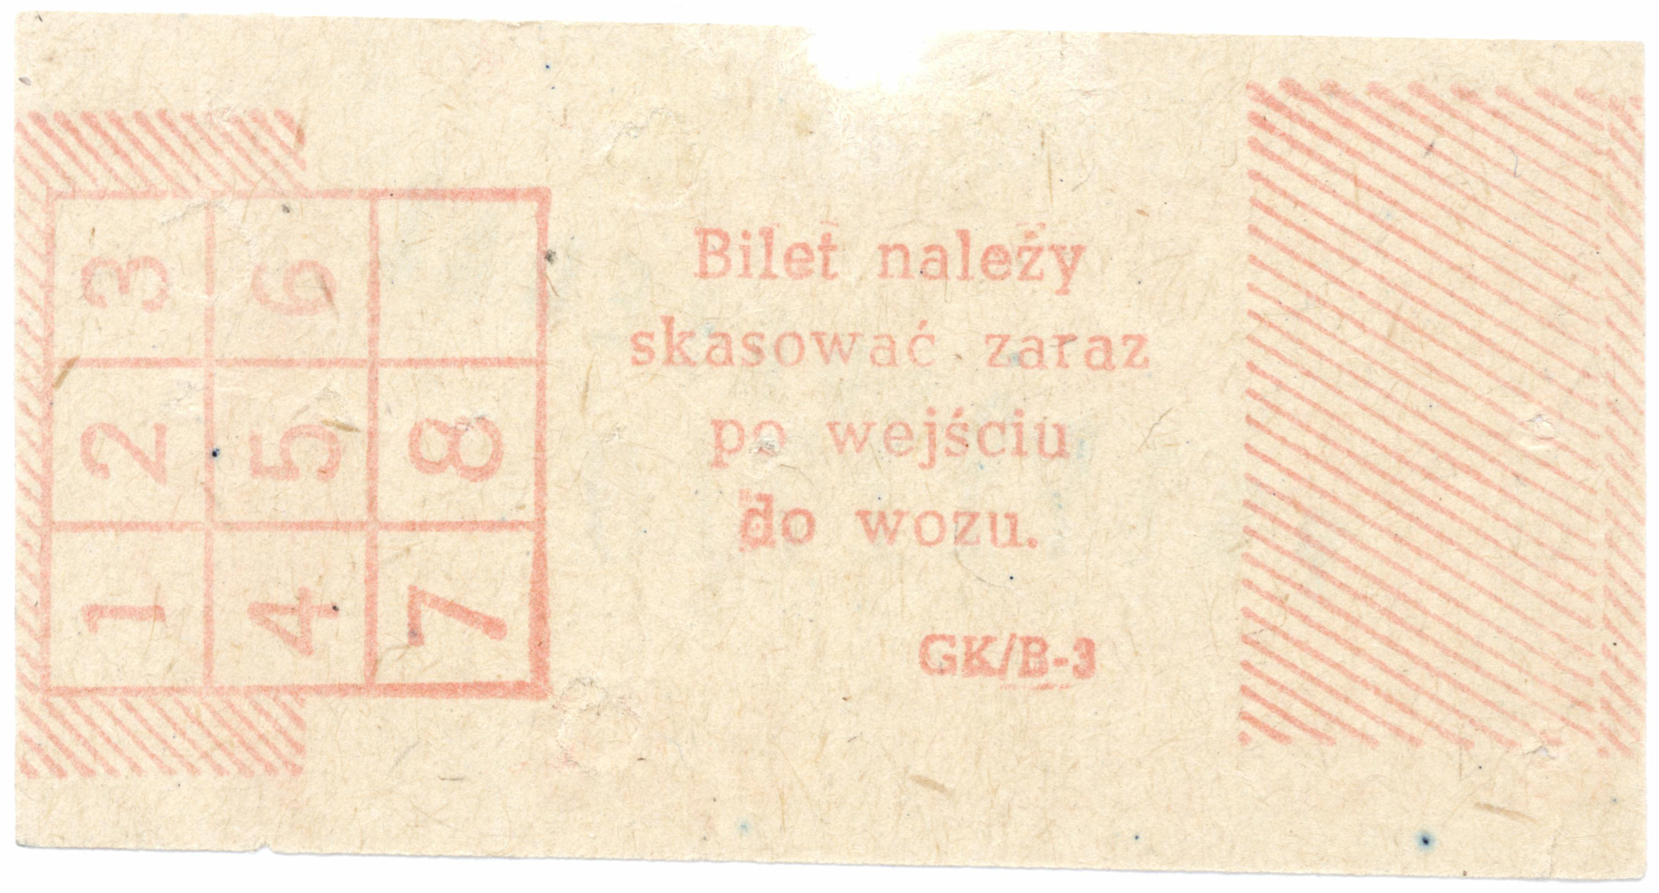 3 6
2 5 8
1 4 7
Bilet należy
skasować zaraz
po wejściu
do wozu.
GK/B-3